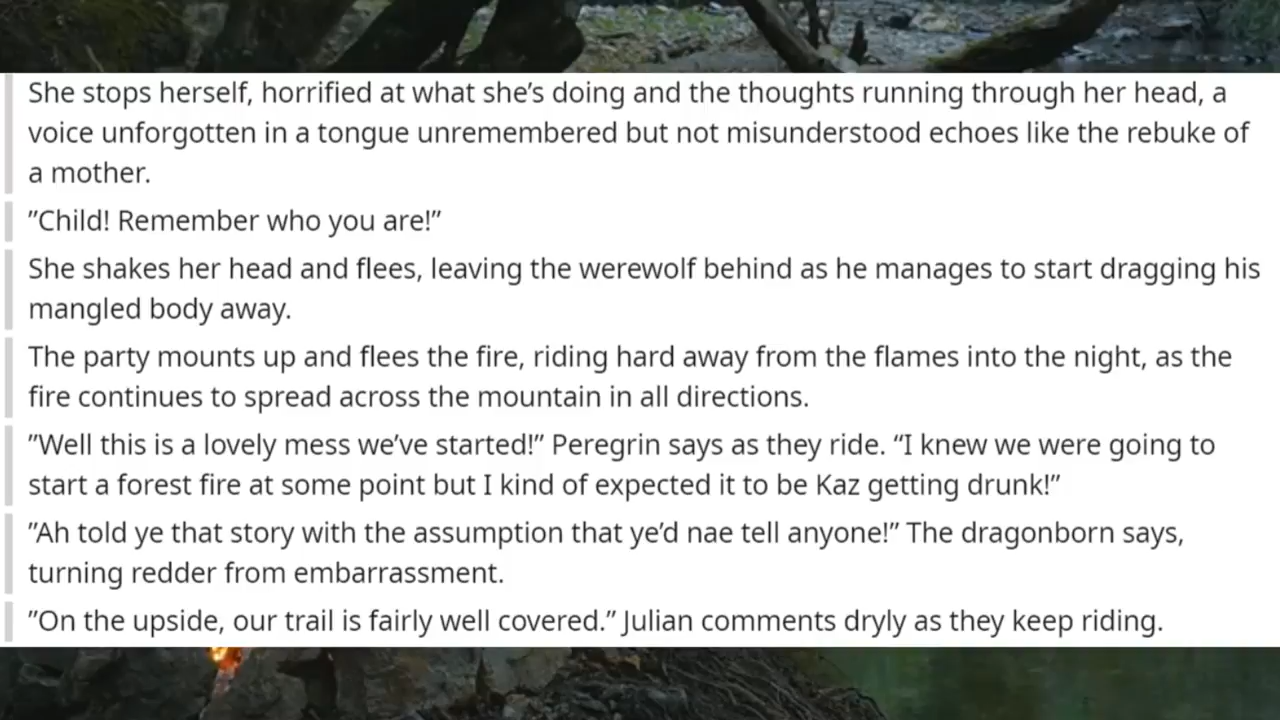 She stops herself, horrified at what she’s doing and the thoughts running through her head, a
voice unforgotten in a tongue unremembered but not misunderstood echoes like the rebuke of
a mother.
”Child! Remember who you are!”
She shakes her head and flees, leaving the werewolf behind as he manages to start dragging his
mangled body away.
The party mounts up and flees the fire, riding hard away from the flames into the night, as the
fire continues to spread across the mountain in all directions.
”Well this is a lovely mess we’ve started!” Peregrin says as they ride. “I knew we were going to
start a forest fire at some point but I kind of expected it to be Kaz getting drunk!”
”Ah told ye that story with the assumption that ye’d nae tell anyone!” The dragonborn says,
turning redder from embarrassment.
”On the upside, our trail is fairly well covered.” Julian comments dryly as they keep riding.